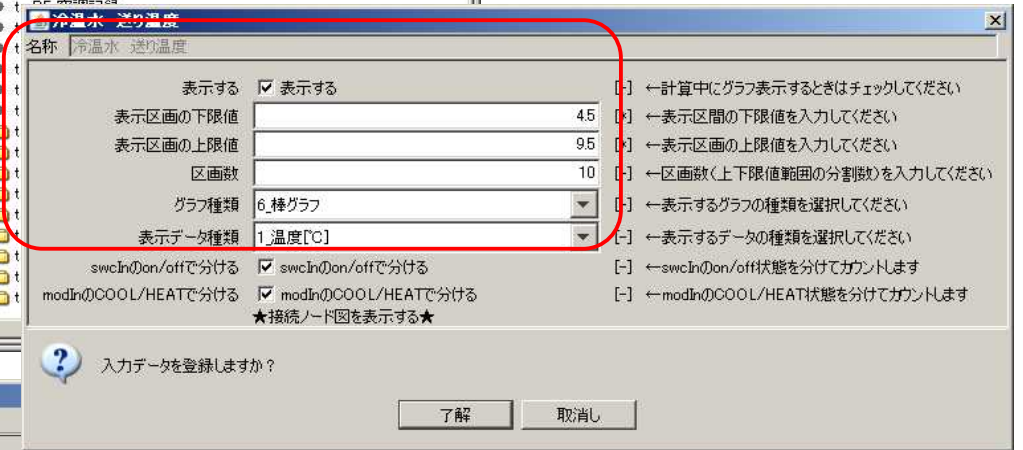 冷温水 送り温度
名称 冷温水 送り温度
表示する 表示する [-] ←計算中にグラフ表示するときはチェックしてください
表示区画の下限値 4.5 [*] ←表示区間の下限値を入力してください
表示区画の上限値 9.5 [*] ←表示区画の上限値を入力してください
区画数 10 [-] ←区画数(上下限値範囲の分割数)を入力してください
グラフ種類 6_棒グラフ [-] ←表示するグラフの種類を選択してください
表示データ種類 1_温度[℃] [-] ←表示するデータの種類を選択してください
swcInのon/offで分ける swcInのon/offで分ける [-] ←swcInのon/off状態を分けてカウントします
modInのCOOL/HEATで分ける modInのCOOL/HEATで分ける [-] ←modInのCOOL/HEAT状態を分けてカウントします
★接続ノード図を表示する★
入力データを登録しますか?
了解 取消し